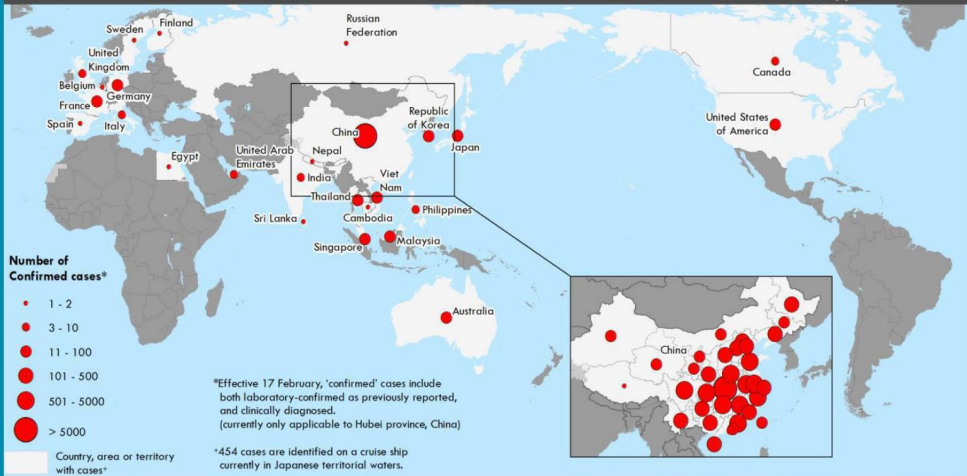 Finland
Sweden
Russian
Federation
United
Kingdom
Belgium
Germany
France
Spain
Italy
Canada
United States
of America
Republic
of Korea
China
Japan
Nepal
Egypt
United Arab
Emirates
India
Viet
Nam
Thailand
Philippines
Sri Lanka
Cambodia
Singapore
Malaysia
Australia
China
Number of
Confirmed cases*
1 - 2
3 - 10
11 - 100
101 - 500
501 - 5000
> 5000
Country, area or territory
with cases+
*Effective 17 February, 'confirmed' cases include
both laboratory-confirmed as previously reported,
and clinically diagnosed.
(currently only applicable to Hubei province, China)
+454 cases are identified on a cruise ship
currently in Japanese territorial waters.